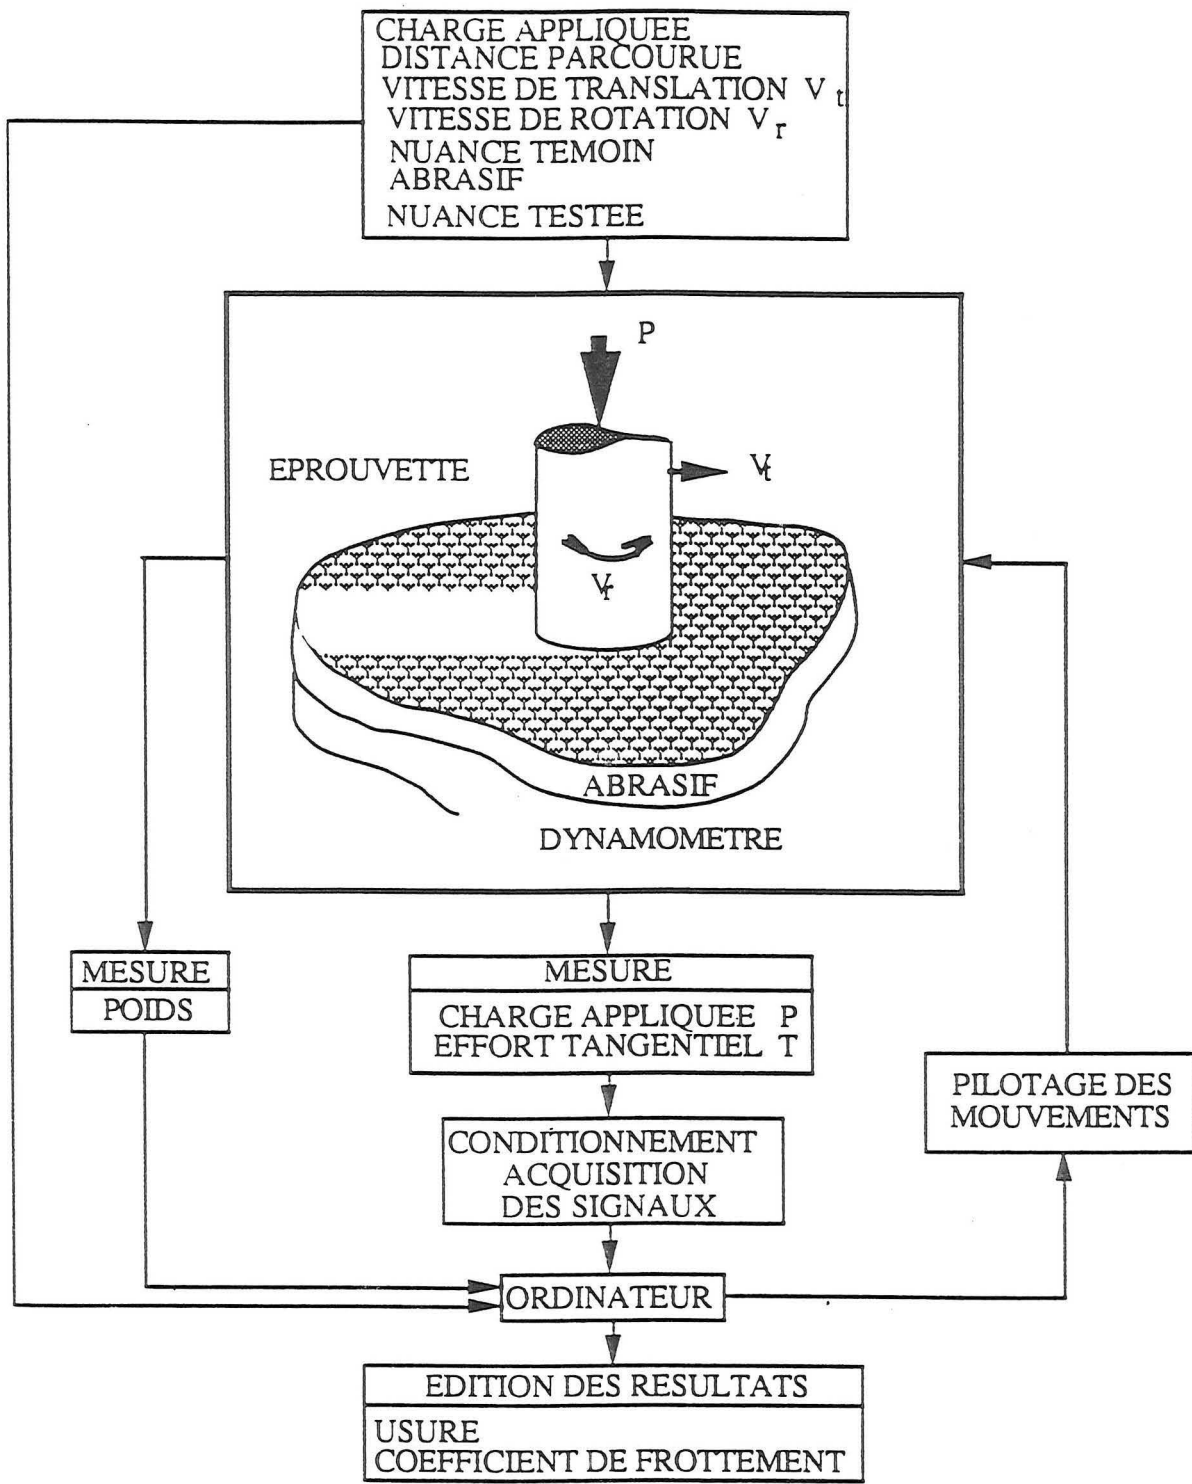 CHARGE APPLIQUEE
DISTANCE PARCOURUE
VITESSE DE TRANSLATION V t
VITESSE DE ROTATION V r
NUANCE TEMOIN
ABRASIF
NUANCE TESTEE
P
EPROUVETTE
Vt
Vr
ABRASIF
DYNAMOMETRE
MESURE
POIDS
MESURE
CHARGE APPLIQUEE P
EFFORT TANGENTIEL T
PILOTAGE DES
MOUVEMENTS
CONDITIONNEMENT
ACQUISITION
DES SIGNAUX
ORDINATEUR
EDITION DES RESULTATS
USURE
COEFFICIENT DE FROTTEMENT